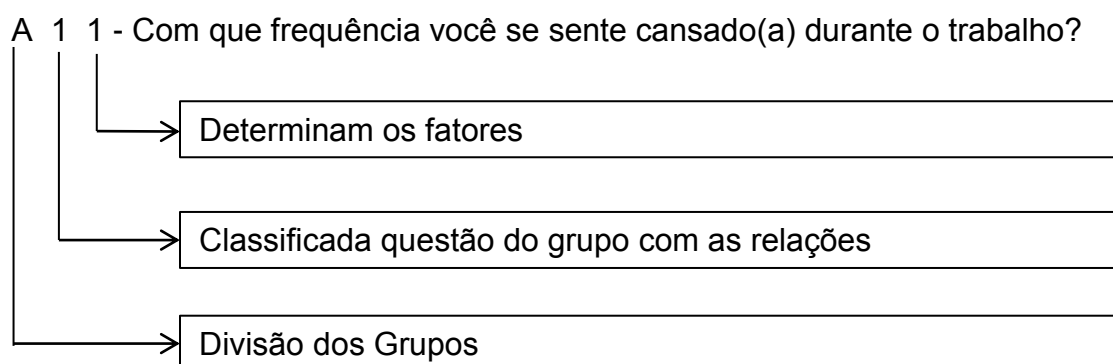 A 1 1 - Com que frequência você se sente cansado(a) durante o trabalho?
Determinam os fatores
Classificada questão do grupo com as relações
Divisão dos Grupos